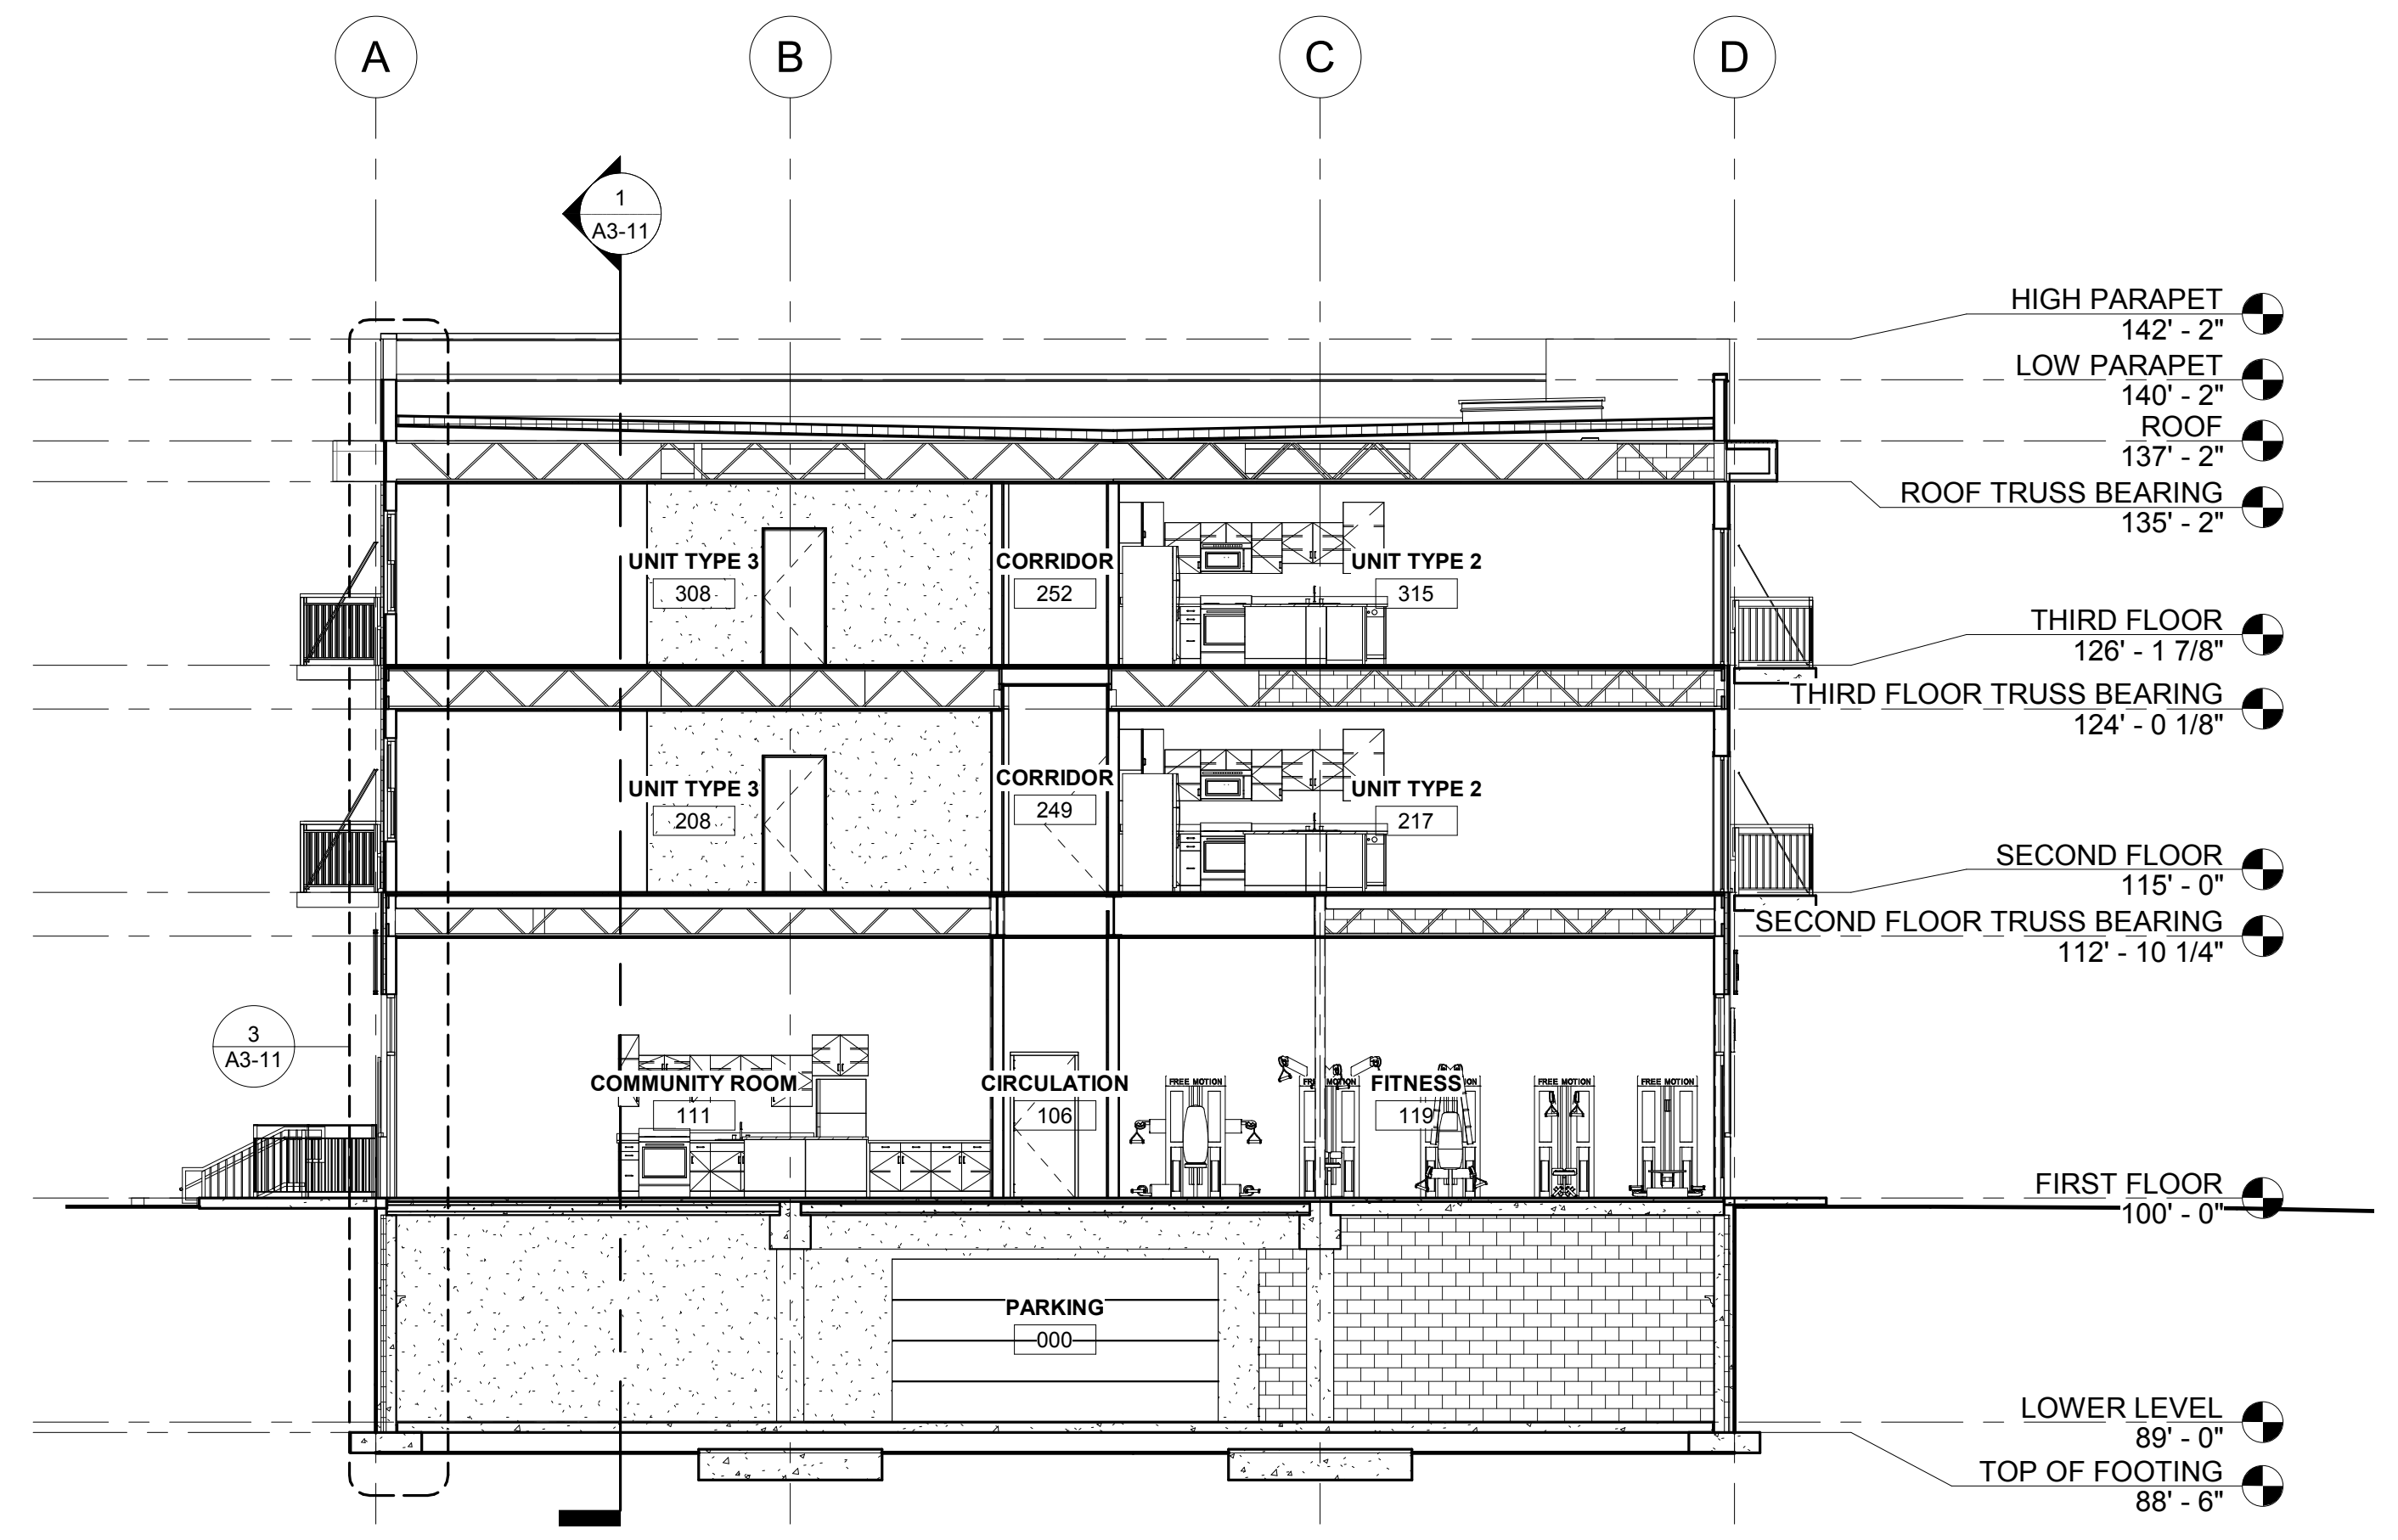 A
B
C
D
1
A3-11
HIGH PARAPET
142' - 2"
LOW PARAPET
140' - 2"
ROOF
137' - 2"
ROOF TRUSS BEARING
135' - 2"
UNIT TYPE 3
308
CORRIDOR
252
UNIT TYPE 2
315
THIRD FLOOR
126' - 1 7/8"
THIRD FLOOR TRUSS BEARING
124' - 0 1/8"
UNIT TYPE 3
208
CORRIDOR
249
UNIT TYPE 2
217
SECOND FLOOR
115' - 0"
SECOND FLOOR TRUSS BEARING
112' - 10 1/4"
3
A3-11
COMMUNITY ROOM
111
CIRCULATION
106
FREE MOTION
FREE MOTION
FITNESS
119
FREE MOTION
FREE MOTION
FIRST FLOOR
100' - 0"
PARKING
000
LOWER LEVEL
89' - 0"
TOP OF FOOTING
88' - 6"